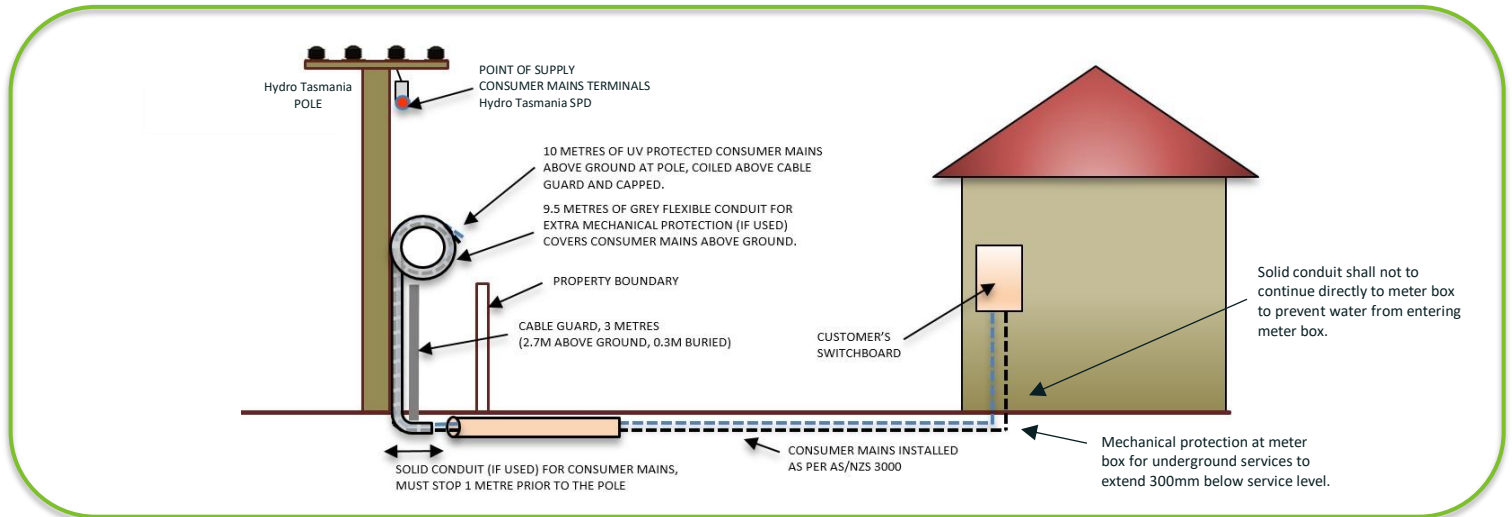 Hydro Tasmania
POLE
POINT OF SUPPLY
CONSUMER MAINS TERMINALS
Hydro Tasmania SPD
10 METRES OF UV PROTECTED CONSUMER MAINS
ABOVE GROUND AT POLE, COILED ABOVE CABLE
GUARD AND CAPPED.
9.5 METRES OF GREY FLEXIBLE CONDUIT FOR
EXTRA MECHANICAL PROTECTION (IF USED)
COVERS CONSUMER MAINS ABOVE GROUND.
PROPERTY BOUNDARY
CABLE GUARD, 3 METRES
(2.7M ABOVE GROUND, 0.3M BURIED)
CUSTOMER'S
SWITCHBOARD
Solid conduit shall not to
continue directly to meter box
to prevent water from entering
meter box.
SOLID CONDUIT (IF USED) FOR CONSUMER MAINS,
MUST STOP 1 METRE PRIOR TO THE POLE
CONSUMER MAINS INSTALLED
AS PER AS/NZS 3000
Mechanical protection at meter
box for underground services to
extend 300mm below service level.